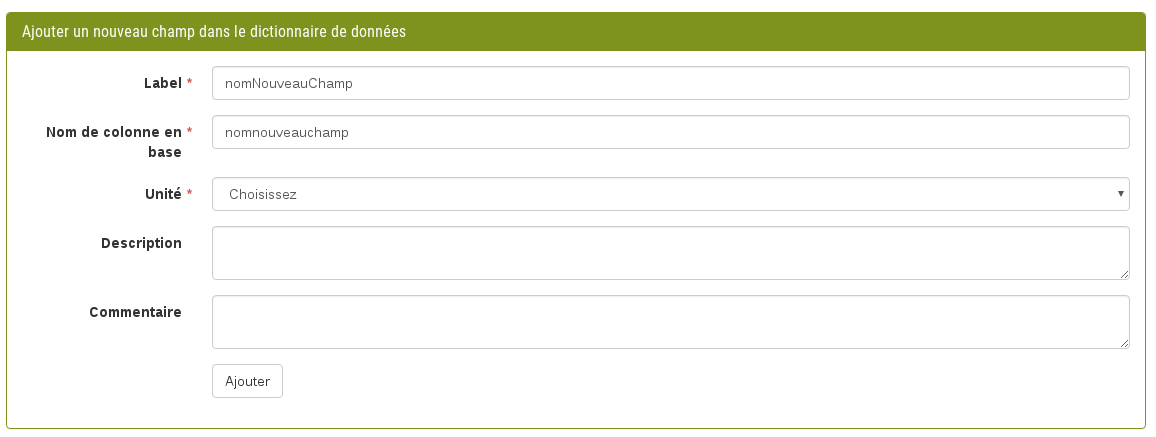 Ajouter un nouveau champ dans le dictionnaire de données
Label *
nomNouveauChamp
Nom de colonne en *
base
nomnouveauchamp
Unité *
Choisissez
Description
Commentaire
Ajouter